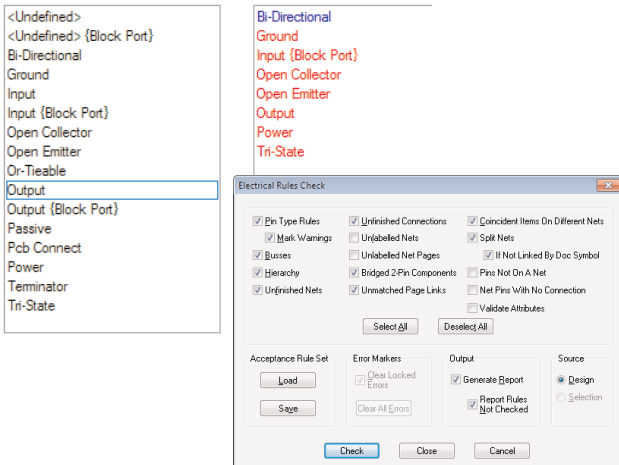 <Undefined>
<Undefined> {Block Port}
Bi-Directional
Ground
Input
Input {Block Port}
Open Collector
Open Emitter
Or-Tieable
Output
Output {Block Port}
Passive
Pcb Connect
Power
Terminator
Tri-State
Bi-Directional
Ground
Input {Block Port}
Open Collector
Open Emitter
Output
Power
Tri-State
Electrical Rules Check
Pin Type Rules
Mark Warnings
Busses
Hierarchy
Unfinished Nets
Unfinished Connections
Unlabelled Nets
Unlabelled Net Pages
Bridged 2-Pin Components
Unmatched Page Links
Coincident Items On Different Nets
Split Nets
If Not Linked By Doc Symbol
Pins Not On A Net
Net Pins With No Connection
Validate Attributes
Select All
Deselect All
Acceptance Rule Set
Load
Save
Error Markers
Clear Locked
Errors
Clear All Errors
Output
Generate Report
Report Rules
Not Checked
Source
Design
Selection
Check
Close
Cancel